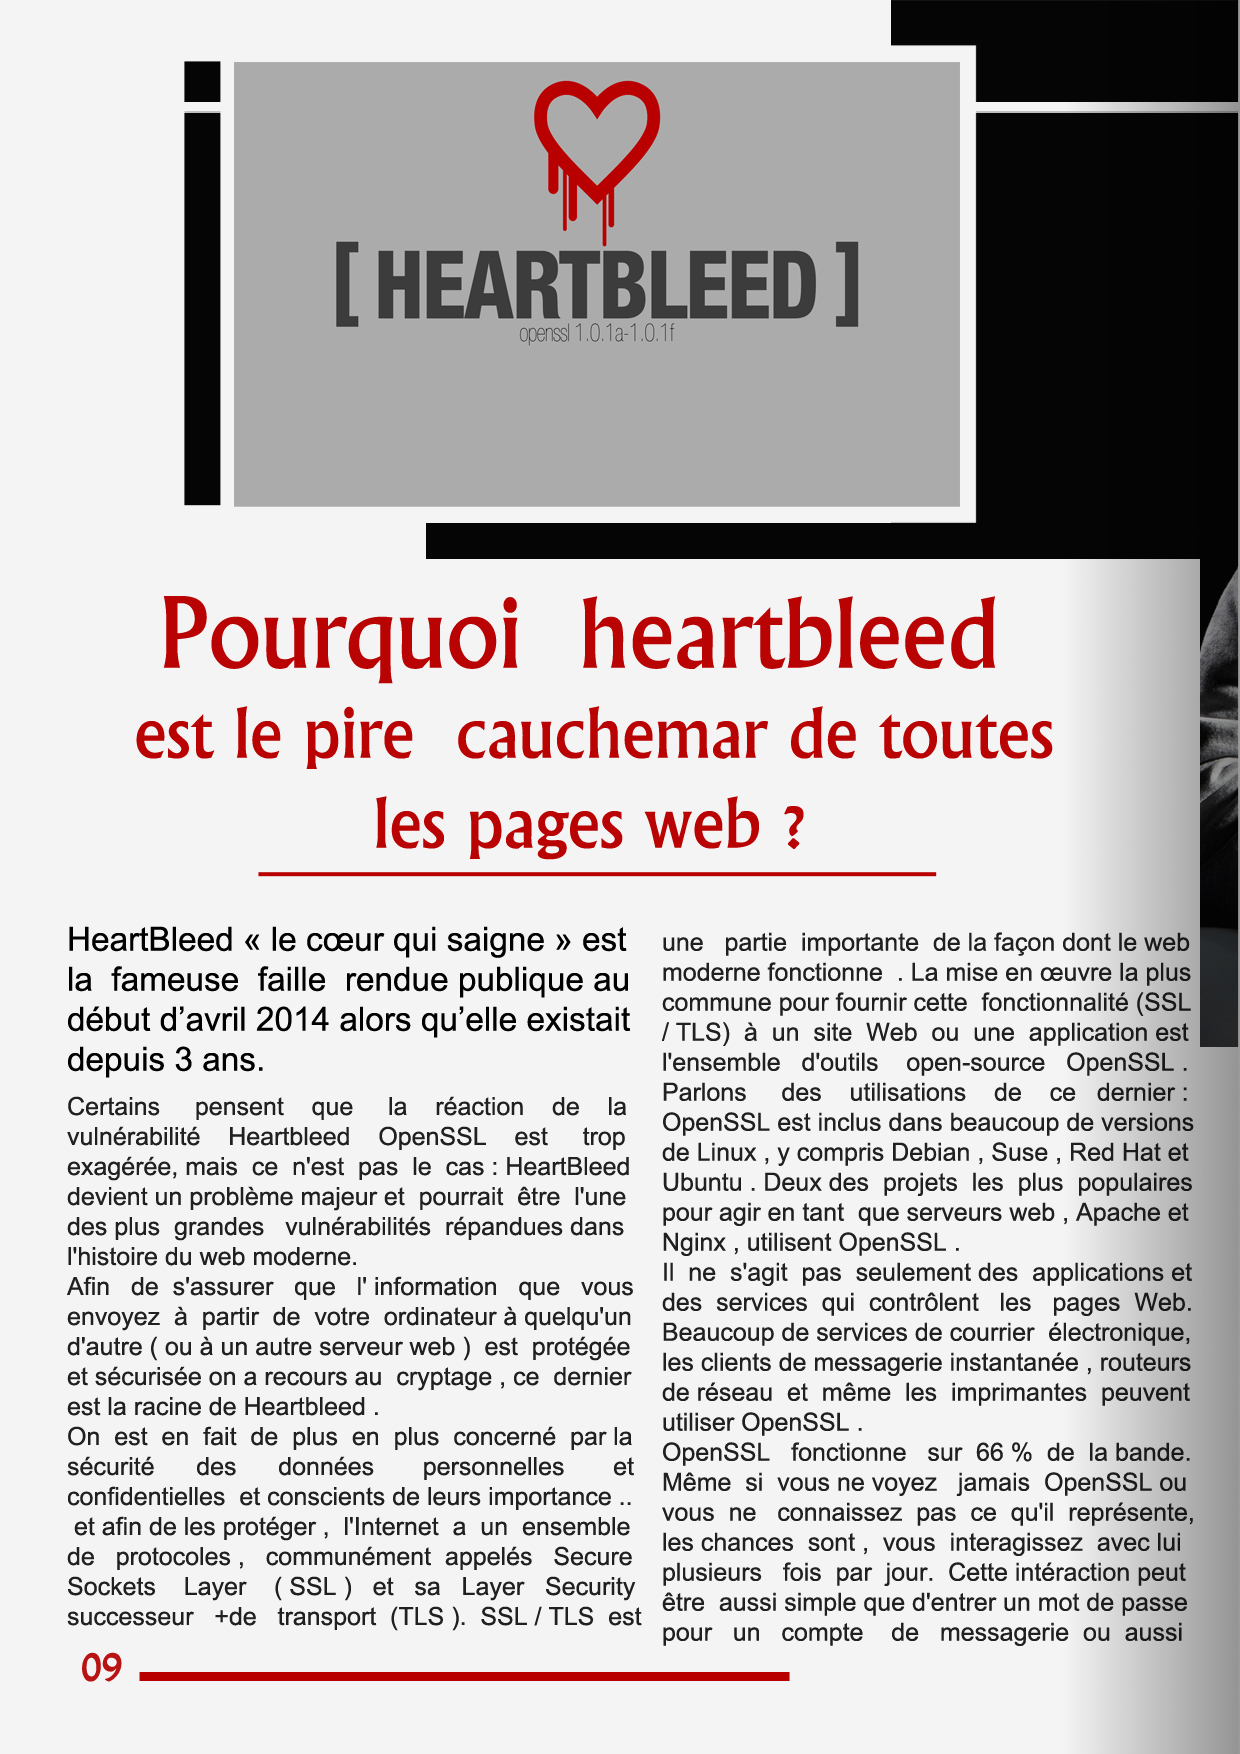 [ HEARTBLEED ]
openssl 1.0.1a-1.0.1f
Pourquoi heartbleed
est le pire cauchemar de toutes
les pages web ?
HeartBleed « le cœur qui saigne » est
la fameuse faille rendue publique au
début d’avril 2014 alors qu’elle existait
depuis 3 ans.
Certains pensent que la réaction de la
vulnérabilité Heartbleed OpenSSL est trop
exagérée, mais ce n'est pas le cas : HeartBleed
devient un problème majeur et pourrait être l'une
des plus grandes vulnérabilités répandues dans
l'histoire du web moderne.
Afin de s'assurer que l' information que vous
envoyez à partir de votre ordinateur à quelqu'un
d'autre ( ou à un autre serveur web ) est protégée
et sécurisée on a recours au cryptage , ce dernier
est la racine de Heartbleed .
On est en fait de plus en plus concerné par la
sécurité des données personnelles et
confidentielles et conscients de leurs importance ..
et afin de les protéger , l'Internet a un ensemble
de protocoles , communément appelés Secure
Sockets Layer ( SSL ) et sa Layer Security
successeur +de transport (TLS ). SSL / TLS est
une partie importante de la façon dont le web
moderne fonctionne . La mise en œuvre la plus
commune pour fournir cette fonctionnalité (SSL
/ TLS) à un site Web ou une application est
l'ensemble d'outils open-source OpenSSL .
Parlons des utilisations de ce dernier :
OpenSSL est inclus dans beaucoup de versions
de Linux , y compris Debian , Suse , Red Hat et
Ubuntu . Deux des projets les plus populaires
pour agir en tant que serveurs web , Apache et
Nginx , utilisent OpenSSL .
Il ne s'agit pas seulement des applications et
des services qui contrôlent les pages Web.
Beaucoup de services de courrier électronique,
les clients de messagerie instantanée , routeurs
de réseau et même les imprimantes peuvent
utiliser OpenSSL .
OpenSSL fonctionne sur 66 % de la bande.
Même si vous ne voyez jamais OpenSSL ou
vous ne connaissez pas ce qu'il représente,
les chances sont , vous interagissez avec lui
plusieurs fois par jour. Cette intéraction peut
être aussi simple que d'entrer un mot de passe
pour un compte de messagerie ou aussi
09